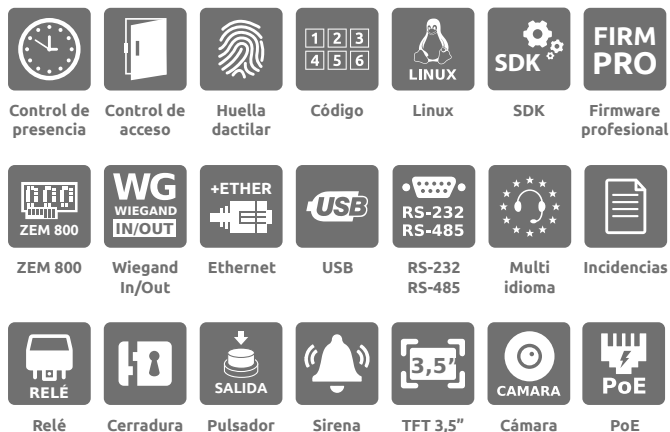 1 2 3
4 5 6
LINUX
SDK
FIRM
PRO
Control de
presencia
Control de
acceso
Huella
dactilar
Código
Linux
SDK
Firmware
profesional
ZEM 800
WG
WIEGAND
IN/OUT
+ETHER
USB
RS-232
RS-485
ZEM 800
Wiegand
In/Out
Ethernet
USB
RS-232
RS-485
Multi
idioma
Incidencias
RELÉ
SALIDA
3,5”
CAMARA
PoE
Relé
Cerradura
Pulsador
Sirena
TFT 3,5”
Cámara
PoE